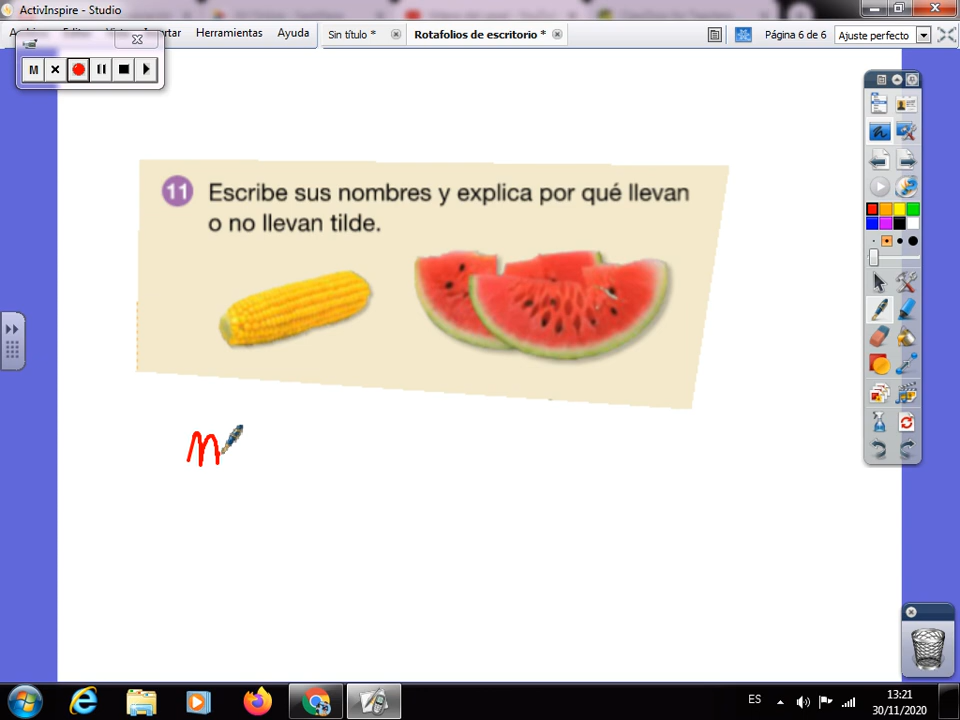 ActivInspire - Studio
Herramientas Ayuda
Sin título *
Rotafolios de escritorio *
Página 6 de 6
Ajuste perfecto
M
11 Escribe sus nombres y explica por qué llevan
o no llevan tilde.
ES
13:21
30/11/2020